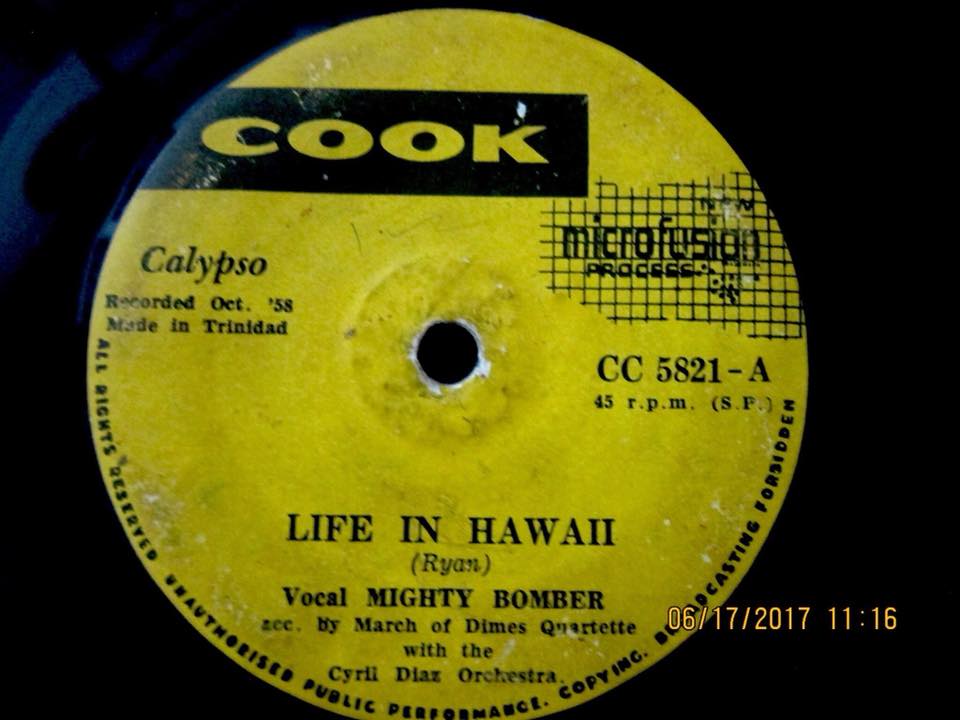 COOK
NEW
microfusion
PROCESS
Calypso
Recorded Oct. '58
Made in Trinidad
CC 5821-A
45 r.p.m. (S.P.)
LIFE IN HAWAII
(Ryan)
Vocal MIGHTY BOMBER
acc. by March of Dimes Quartette
with the
Cyril Diaz Orchestra.
ALL RIGHTS RESERVED UNAUTHORISED PUBLIC PERFORMANCE. COPYING. BROADCASTING FORBIDDEN
06/17/2017 11:16